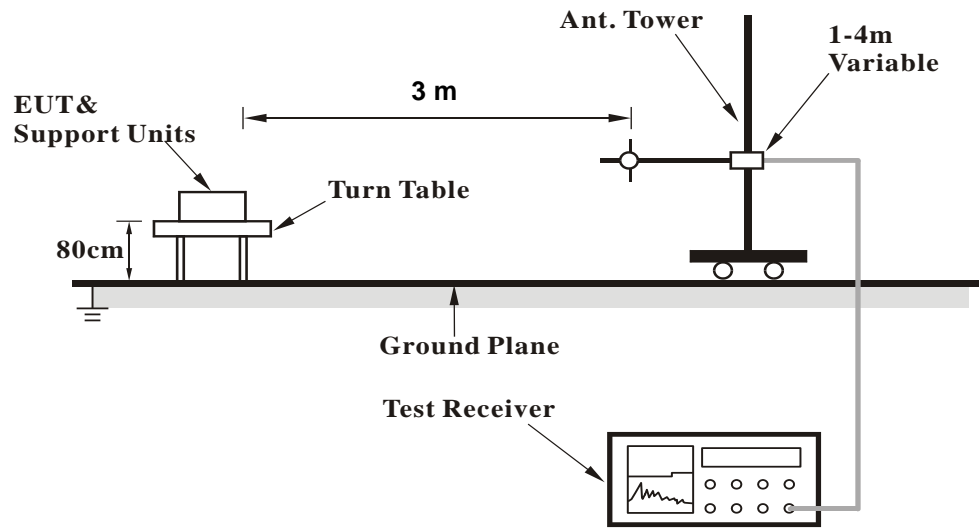 Ant. Tower
1-4m
Variable
3 m
EUT&
Support Units
Turn Table
80cm
Ground Plane
Test Receiver